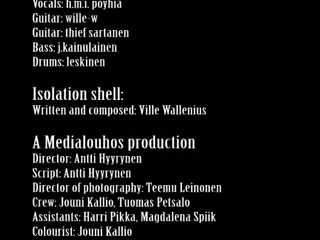 Vocals: h.m.i. poyhia
Guitar: wille-w
Guitar: thief sartanen
Bass: j.kainulainen
Drums: leskinen
Isolation shell:
Written and composed: Ville Wallenius
A Medialouhos production
Director: Antti Hyyrynen
Script: Antti Hyyrynen
Director of photography: Teemu Leinonen
Crew: Jouni Kallio, Tuomas Petsalo
Assistants: Harri Pikka, Magdalena Spiik
Colourist: Jouni Kallio